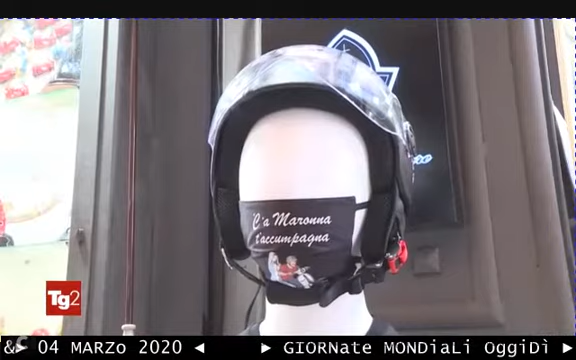 C'a Maronna
t'accumpagna
Tg2
&> 04 MARZo 2020 ◄ ► GIORNate MONDiaLi OggiDì ►